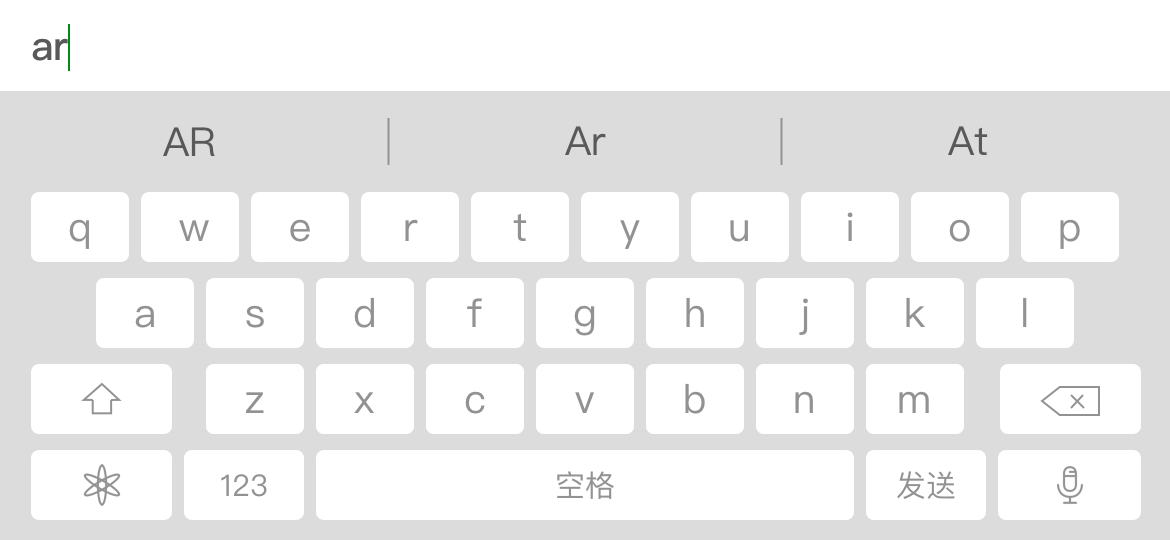 ar
AR Ar At
q w e r t y u i o p
a s d f g h j k l
z x c v b n m
123 空格 发送